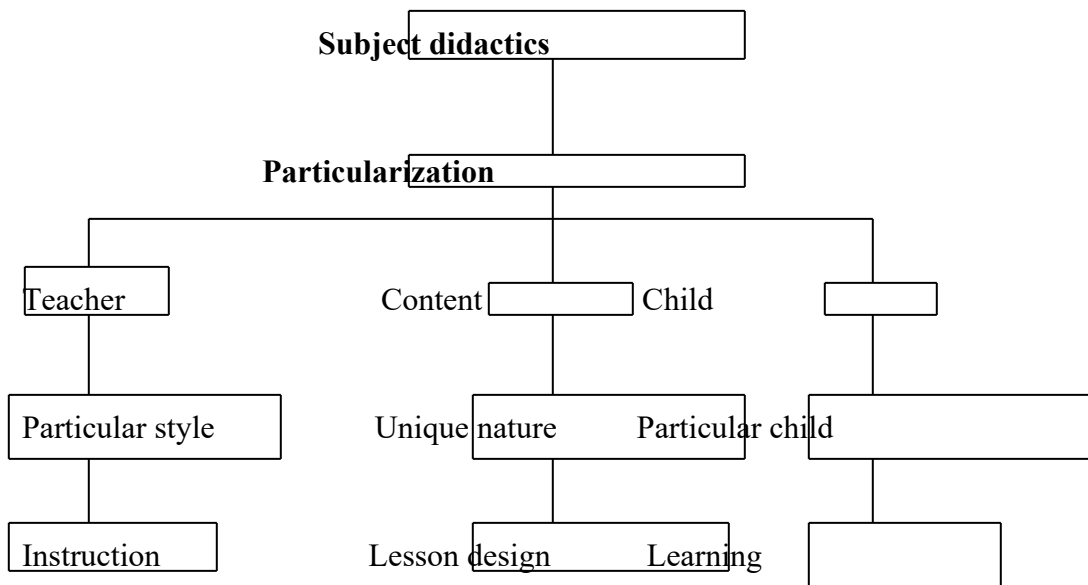 Subject didactics
Particularization
Teacher Content Child
Particular style Unique nature Particular child
Instruction Lesson design Learning